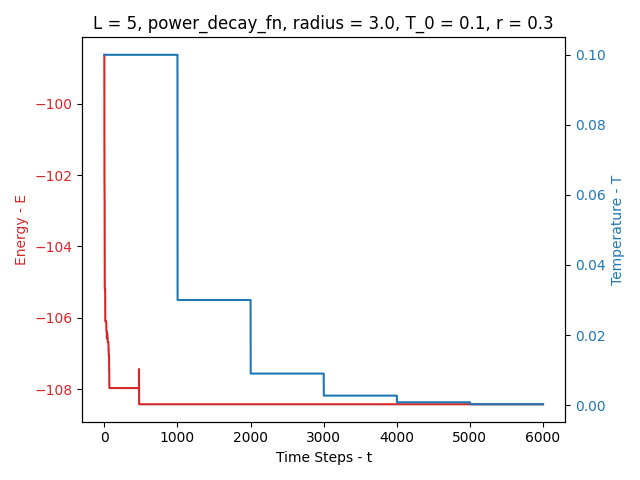 L = 5, power_decay_fn, radius = 3.0, T_0 = 0.1, r = 0.3
Energy - E
−100
−102
−104
−106
−108
0.10
0.08
0.06
0.04
0.02
0.00
Temperature - T
0 1000 2000 3000 4000 5000 6000
Time Steps - t